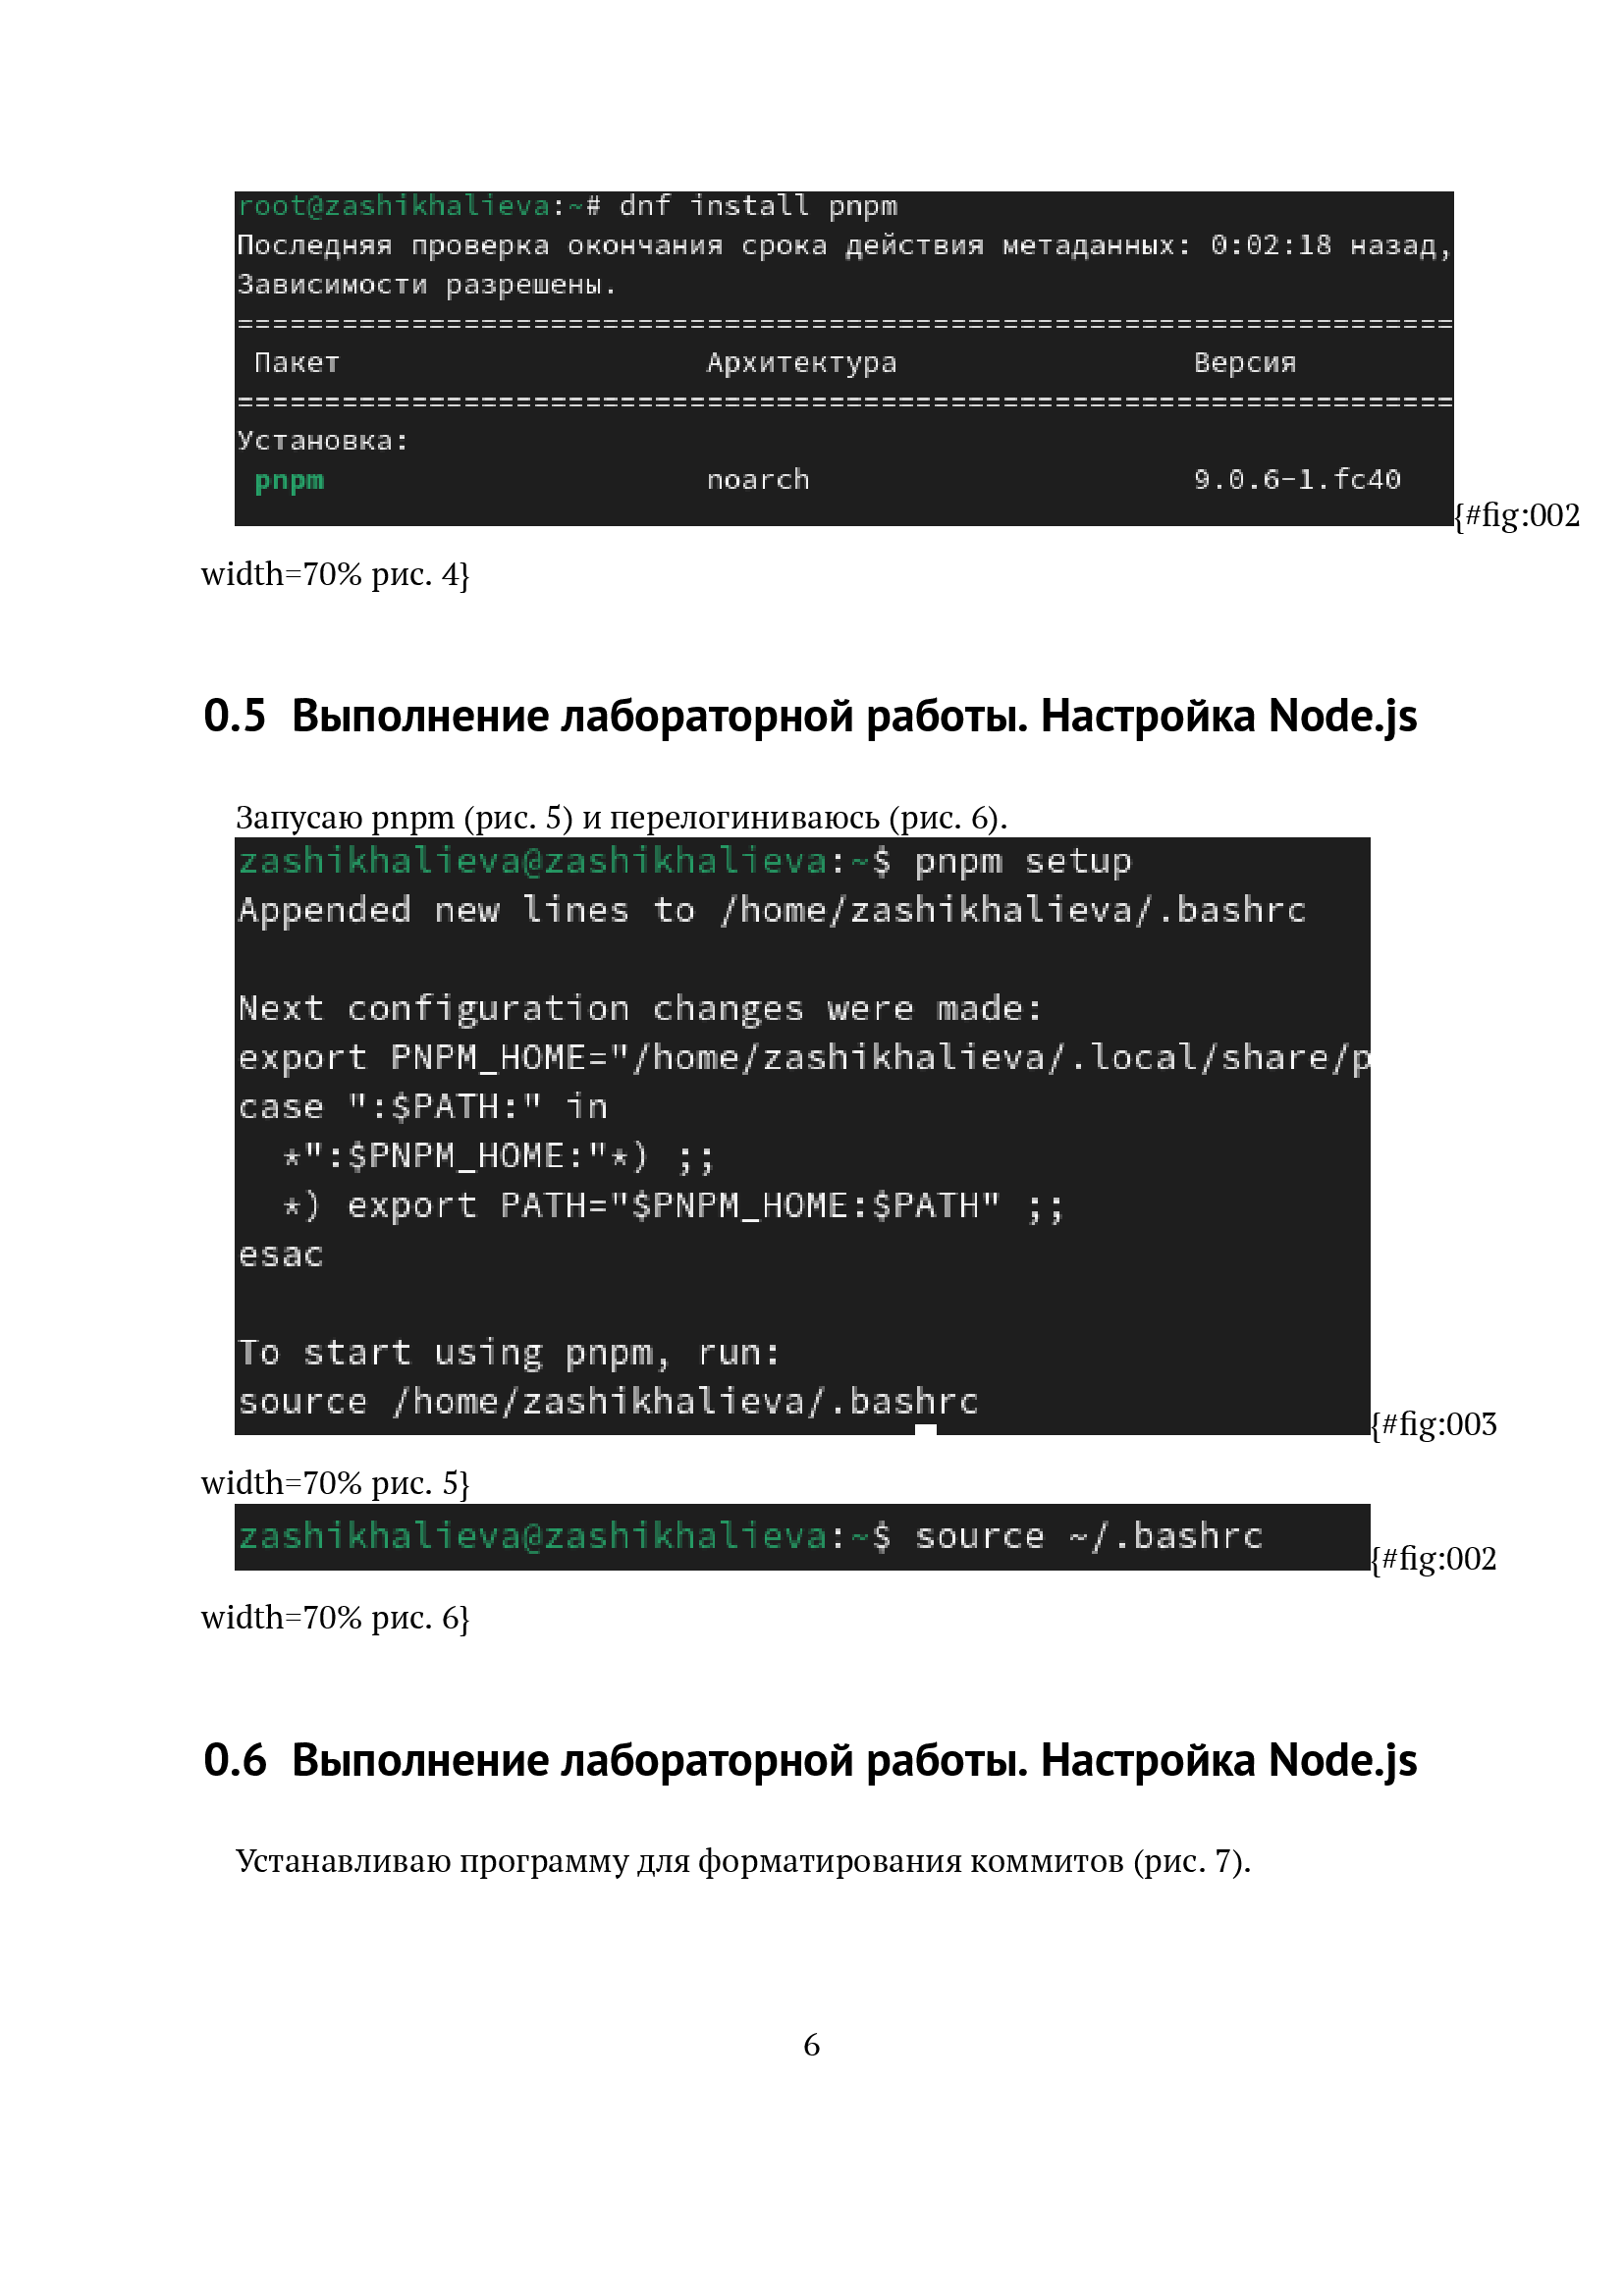 root@zashikhalieva:~# dnf install pnpm
Последняя проверка окончания срока действия метаданных: 0:02:18 назад,
Зависимости разрешены.
======================================================================
Пакет Архитектура Версия
======================================================================
Установка:
pnpm noarch 9.0.6-1.fc40
{#fig:002
width=70% рис. 4}
0.5 Выполнение лабораторной работы. Настройка Node.js
Запусаю pnpm (рис. 5) и перелогиниваюсь (рис. 6).
zashikhalieva@zashikhalieva:~$ pnpm setup
Appended new lines to /home/zashikhalieva/.bashrc
Next configuration changes were made:
export PNPM_HOME="/home/zashikhalieva/.local/share/p
case ":$PATH:" in
  *":$PNPM_HOME:"*) ;;
  *) export PATH="$PNPM_HOME:$PATH" ;;
esac
To start using pnpm, run:
source /home/zashikhalieva/.bashrc
{#fig:003
width=70% рис. 5}
zashikhalieva@zashikhalieva:~$ source ~/.bashrc
{#fig:002
width=70% рис. 6}
0.6 Выполнение лабораторной работы. Настройка Node.js
Устанавливаю программу для форматирования коммитов (рис. 7).
6